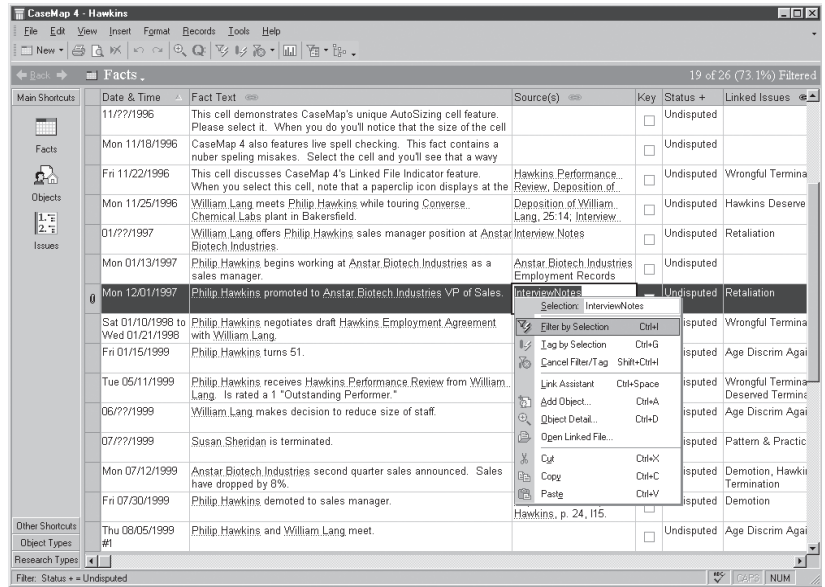 CaseMap 4 - Hawkins
File Edit View Insert Format Records Tools Help
New
Back Facts 19 of 26 (73.1%) Filtered
Main Shortcuts
Facts
Objects
Issues
Other Shortcuts
Object Types
Research Types
Date & Time Fact Text Source(s) Key Status + Linked Issues
11/??/1996 This cell demonstrates CaseMap's unique AutoSizing cell feature. Undisputed
Please select it. When you do you'll notice that the size of the cell
Mon 11/18/1996 CaseMap 4 also features live spell checking. This fact contains a Undisputed
nuber speling misakes. Select the cell and you'll see that a wavy
Fri 11/22/1996 This cell discusses CaseMap 4's Linked File Indicator feature. Hawkins Performance Undisputed Wrongful Termina
When you select this cell, note that a paperclip icon displays at the Review, Deposition of
Mon 11/25/1996 William Lang meets Philip Hawkins while touring Converse Deposition of William Undisputed Hawkins Deserve
Chemical Labs plant in Bakersfield. Lang, 25:14; Interview
01/??/1997 William Lang offers Philip Hawkins sales manager position at Anstar Interview Notes Undisputed Retaliation
Biotech Industries.
Mon 01/13/1997 Philip Hawkins begins working at Anstar Biotech Industries as a Anstar Biotech Industries Undisputed
sales manager. Employment Records
Mon 12/01/1997 Philip Hawkins promoted to Anstar Biotech Industries VP of Sales. InterviewNotes Undisputed Retaliation
Sat 01/10/1998 to Philip Hawkins negotiates draft Hawkins Employment Agreement isputed Wrongful Termina
Wed 01/21/1998 with William Lang.
Fri 01/15/1999 Philip Hawkins turns 51. isputed Age Discrim Agai
Tue 05/11/1999 Philip Hawkins receives Hawkins Performance Review from William isputed Wrongful Termina
Lang. Is rated a 1 "Outstanding Performer." Deserved Termina
06/??/1999 William Lang makes decision to reduce size of staff. isputed Age Discrim Agai
07/??/1999 Susan Sheridan is terminated. isputed Pattern & Practic
Mon 07/12/1999 Anstar Biotech Industries second quarter sales announced. Sales isputed Demotion, Hawki
have dropped by 8%. Termination
Fri 07/30/1999 Philip Hawkins demoted to sales manager. isputed Demotion
Hawkins, p. 24, l15.
Thu 08/05/1999 Philip Hawkins and William Lang meet. Undisputed Age Discrim Agai
#1
Selection: InterviewNotes
Filter by Selection Ctrl+I
Tag by Selection Ctrl+G
Cancel Filter/Tag Shift+Ctrl+I
Link Assistant Ctrl+Space
Add Object... Ctrl+A
Object Detail... Ctrl+D
Open Linked File...
Cut Ctrl+X
Copy Ctrl+C
Paste Ctrl+V
Filter: Status + = Undisputed ABC CAPS NUM